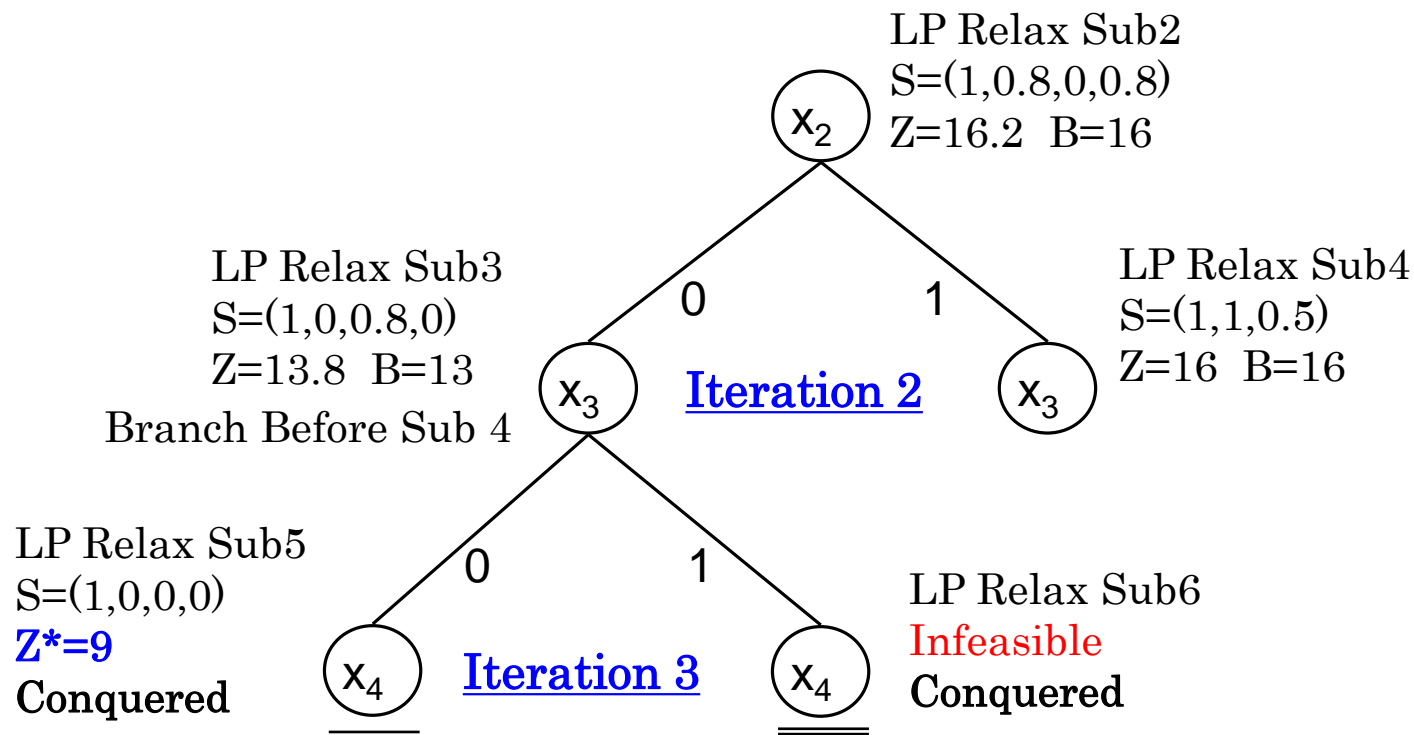 LP Relax Sub2
S=(1,0.8,0,0.8)
Z=16.2 B=16
x₂
0
1
LP Relax Sub3
S=(1,0,0.8,0)
Z=13.8 B=13
Branch Before Sub 4
x₃
Iteration 2
LP Relax Sub4
S=(1,1,0.5)
Z=16 B=16
x₃
0
1
LP Relax Sub5
S=(1,0,0,0)
Z*=9
Conquered
x₄
Iteration 3
x₄
LP Relax Sub6
Infeasible
Conquered